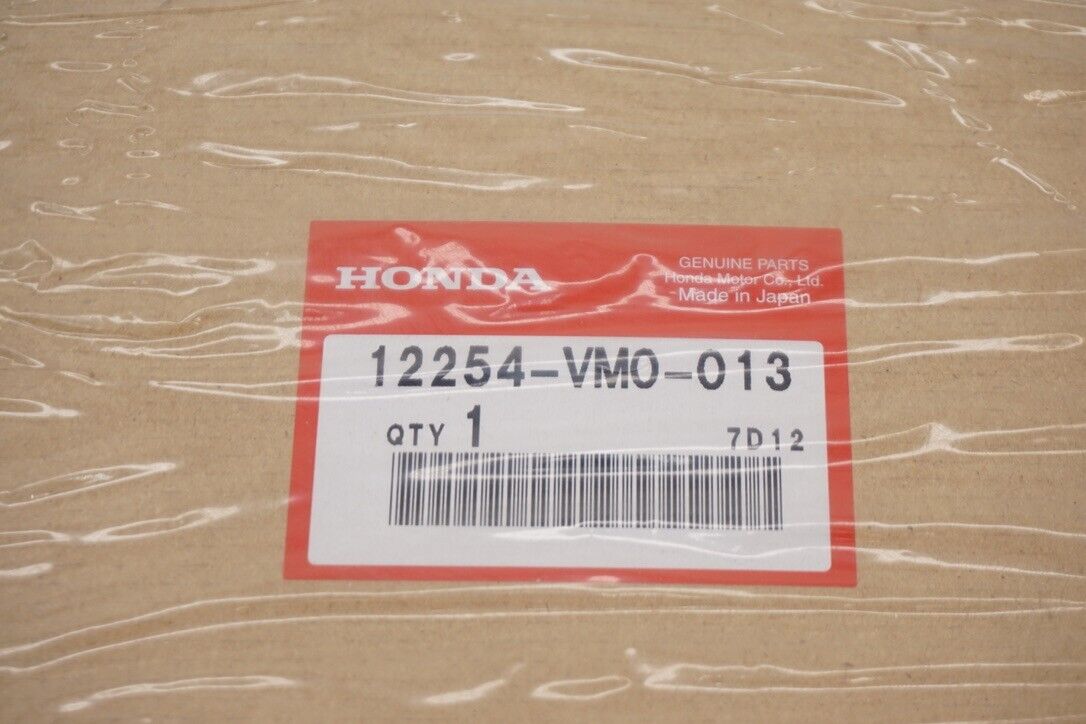 HONDA
GENUINE PARTS
Honda Motor Co., Ltd.
Made in Japan
12254-VM0-013
QTY 1
7D12